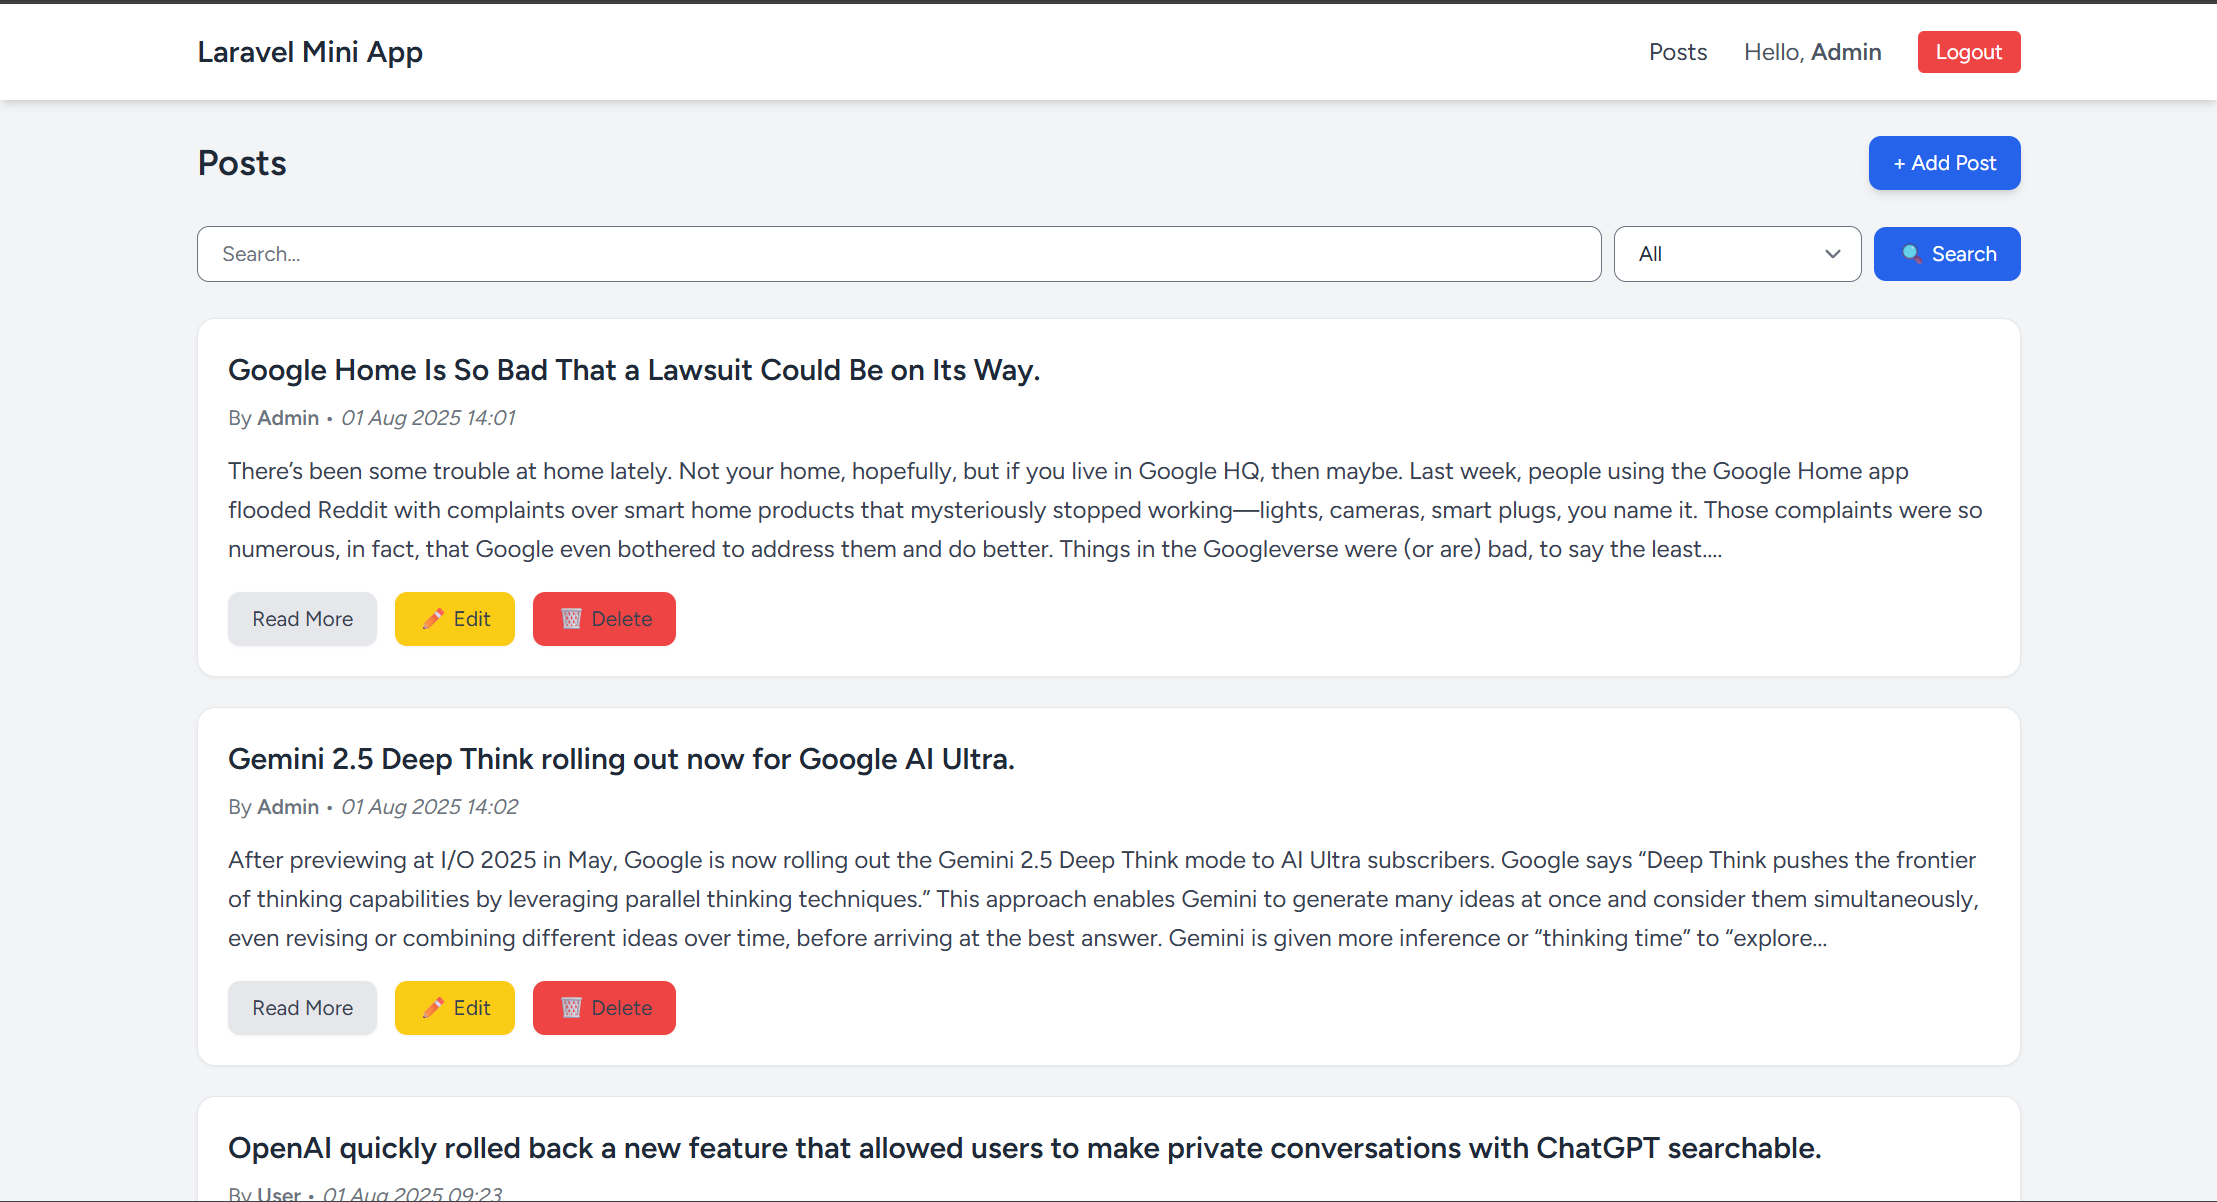 Laravel Mini App
Posts
Hello, Admin
Logout
Posts
+ Add Post
Search...
All
Search
Google Home Is So Bad That a Lawsuit Could Be on Its Way.
By Admin • 01 Aug 2025 14:01
There’s been some trouble at home lately. Not your home, hopefully, but if you live in Google HQ, then maybe. Last week, people using the Google Home app
flooded Reddit with complaints over smart home products that mysteriously stopped working—lights, cameras, smart plugs, you name it. Those complaints were so
numerous, in fact, that Google even bothered to address them and do better. Things in the Googleverse were (or are) bad, to say the least....
Read More
Edit
Delete
Gemini 2.5 Deep Think rolling out now for Google AI Ultra.
By Admin • 01 Aug 2025 14:02
After previewing at I/O 2025 in May, Google is now rolling out the Gemini 2.5 Deep Think mode to AI Ultra subscribers. Google says “Deep Think pushes the frontier
of thinking capabilities by leveraging parallel thinking techniques.” This approach enables Gemini to generate many ideas at once and consider them simultaneously,
even revising or combining different ideas over time, before arriving at the best answer. Gemini is given more inference or “thinking time” to “explore...
Read More
Edit
Delete
OpenAI quickly rolled back a new feature that allowed users to make private conversations with ChatGPT searchable.
By User • 01 Aug 2025 09:23